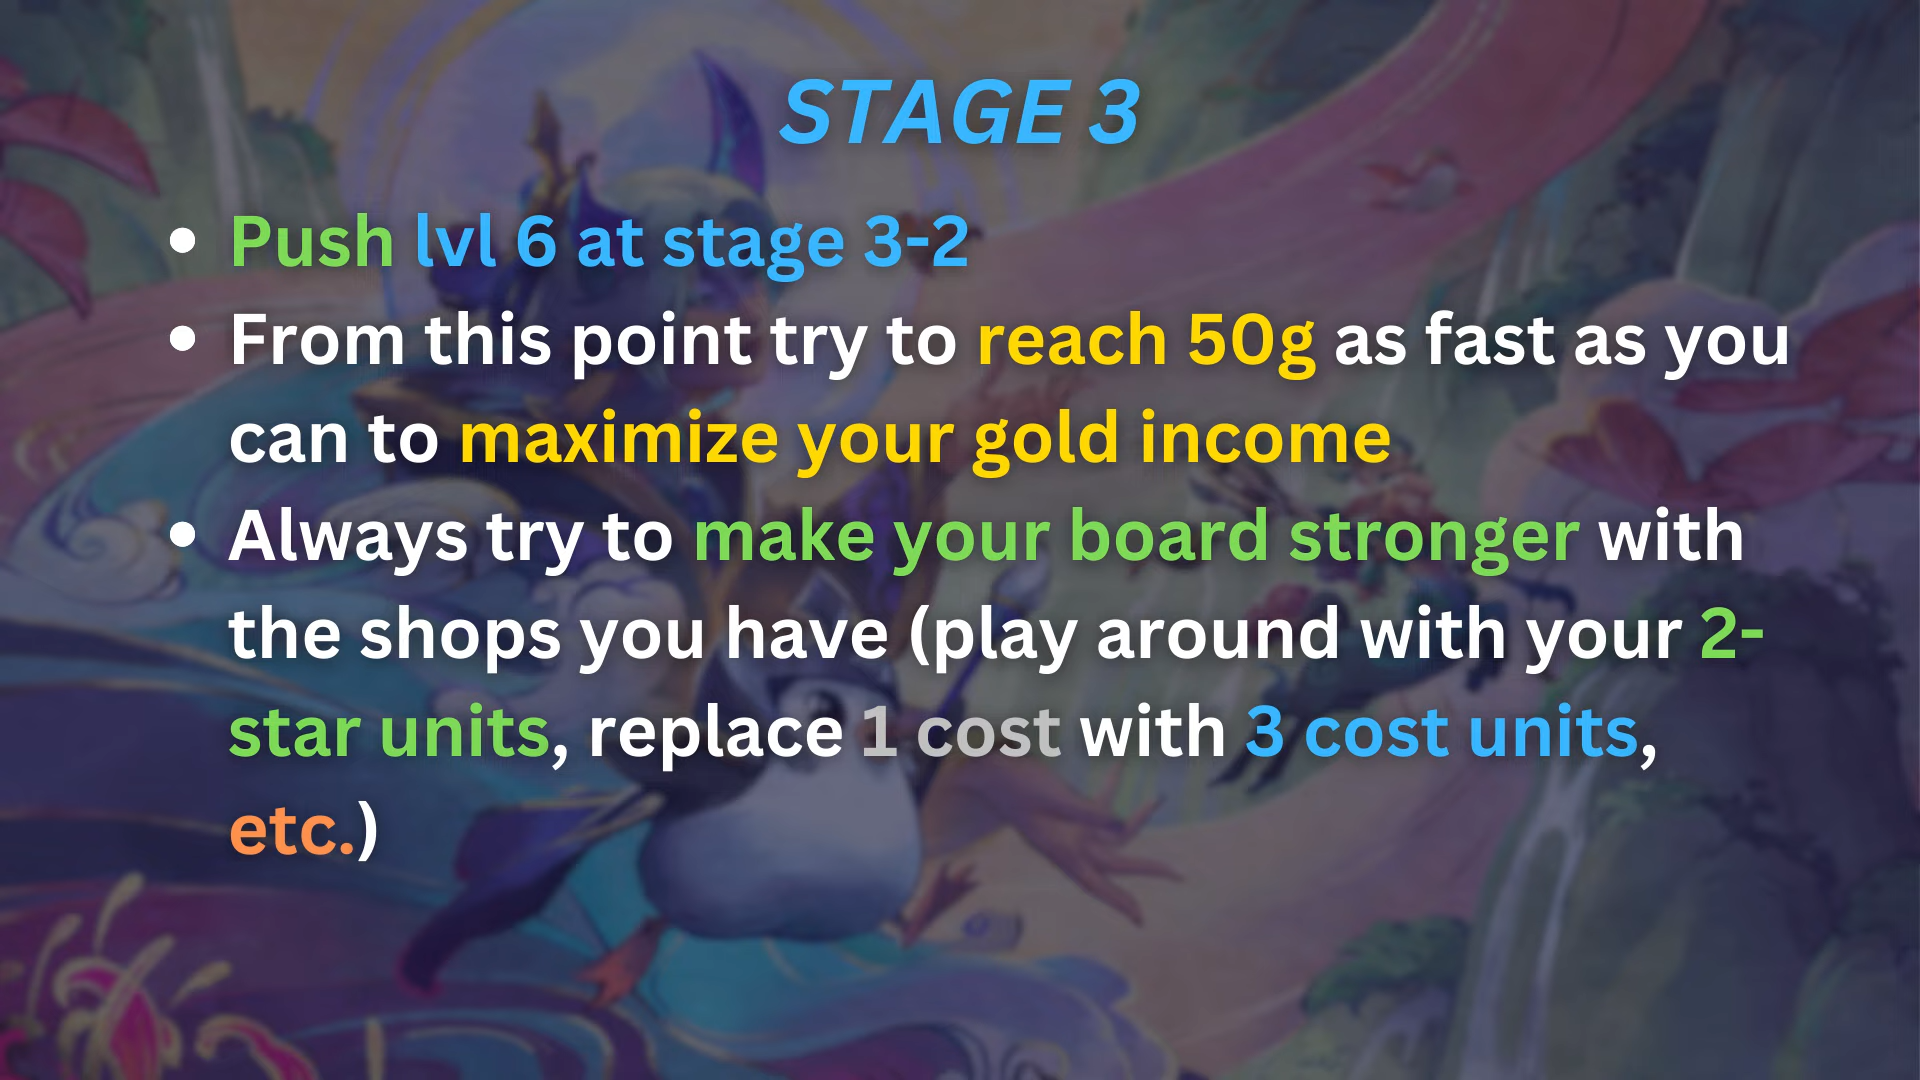 STAGE 3
• Push lvl 6 at stage 3-2
• From this point try to reach 50g as fast as you
can to maximize your gold income
• Always try to make your board stronger with
the shops you have (play around with your 2-
star units, replace 1 cost with 3 cost units,
etc.)